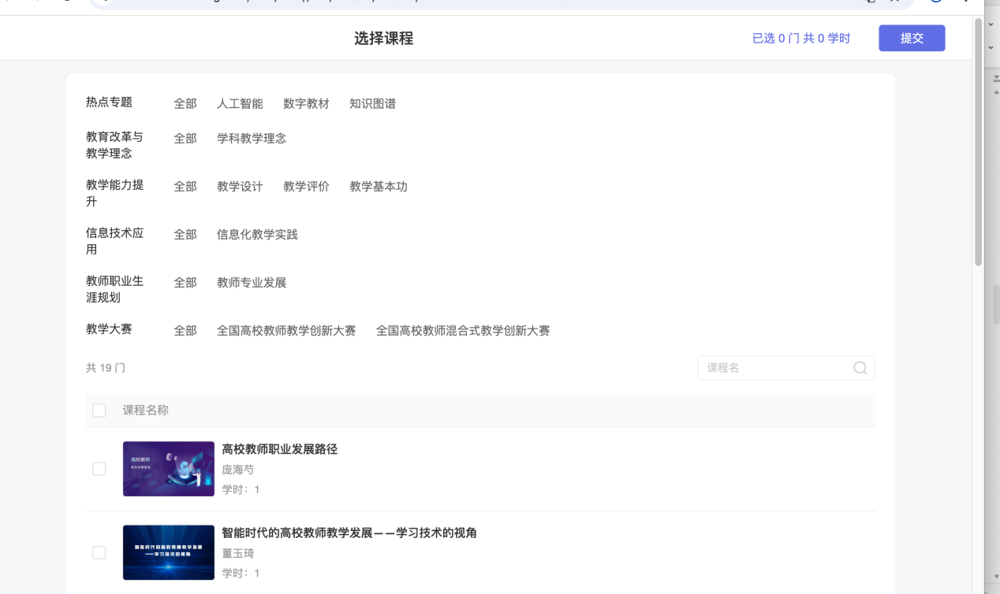 选择课程
已选 0 门 共 0 学时
提交
热点专题 全部 人工智能 数字教材 知识图谱
教育改革与
教学理念
全部 学科教学理念
教学能力提
升
全部 教学设计 教学评价 教学基本功
信息技术应
用
全部 信息化教学实践
教师职业生
涯规划
全部 教师专业发展
教学大赛 全部 全国高校教师教学创新大赛 全国高校教师混合式教学创新大赛
共 19 门
课程名
课程名称
高校教师
职业发展路径
高校教师职业发展路径
庞海芍
学时：1
智能时代的高校教师教学发展
——学习技术的视角
智能时代的高校教师教学发展——学习技术的视角
董玉琦
学时：1